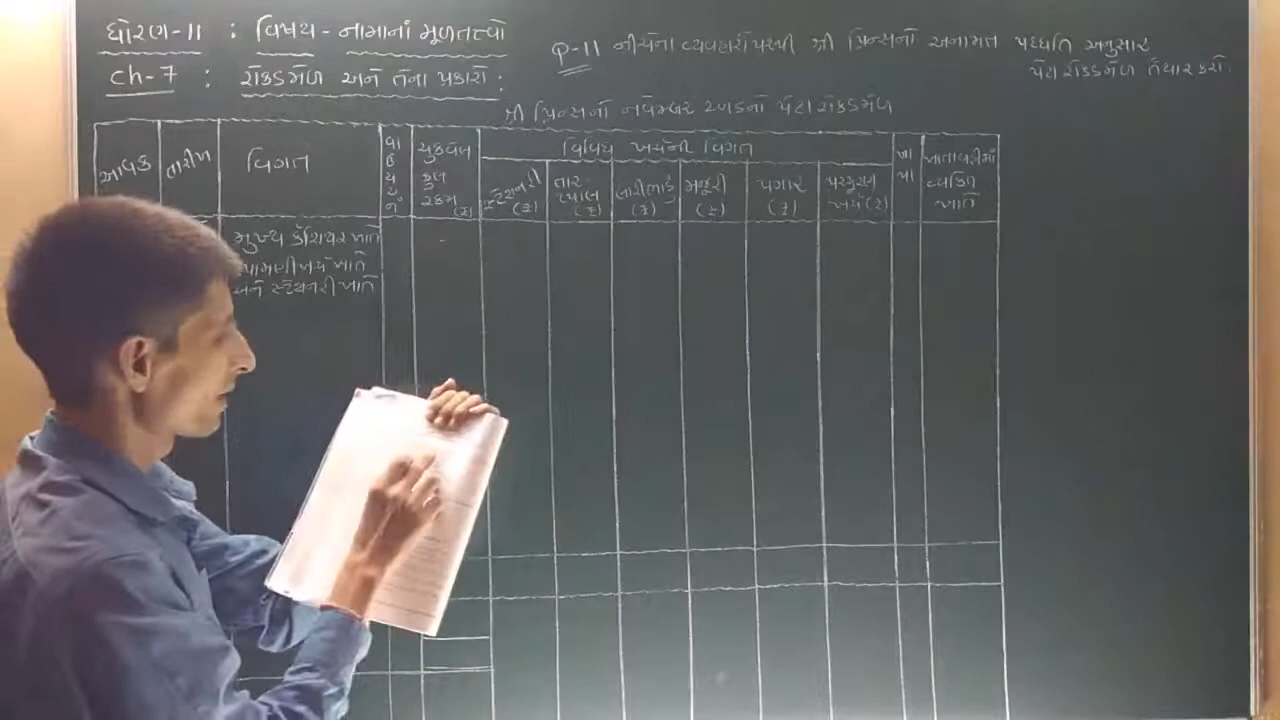 ધોરણ-11 : વિષય - નામાનાં મૂળતત્ત્વો
Ch-7 : રોકડમેળ અને તેના પ્રકારો :
P-11 નીચેના વ્યવહારો પરથી શ્રી પ્રિન્સનો અનામત પધ્ધતિ અનુસાર
પેટા રોકડમેળ તૈયાર કરો.
શ્રી પ્રિન્સનો નવેમ્બર
પેટા રોકડમેળ
આવક
તારીખ
વિગત
વાઉચર નં
ચુકવેલ
કુલ
રકમ (₹)
વિવિધ ખર્ચની વિગત
સ્ટેશનરી (₹)
તાર-ટપાલ (₹)
લારીભાડું (₹)
મજૂરી (₹)
પગાર (₹)
પરચૂરણ ખર્ચ (₹)
ખા પા
ખાતાવહીમાં
વ્યક્તિ
ખાતે
મુખ્ય કેશિયર ખાતે
ખર્ચ ખાતે
અને સ્ટેશનરી ખાતે